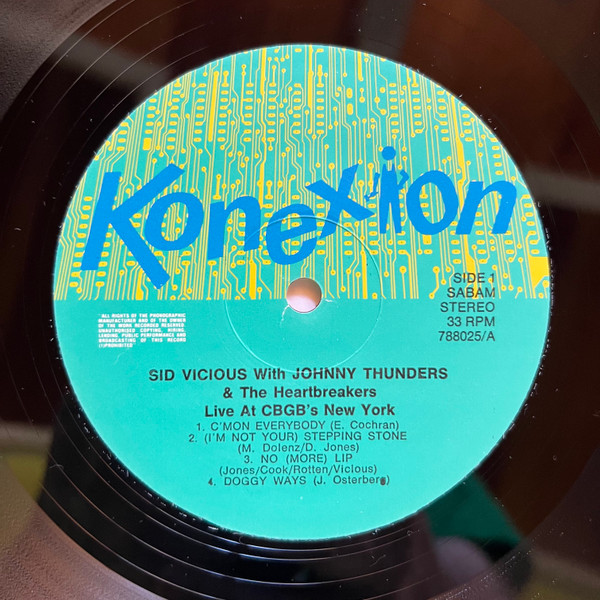 Konexion
SIDE 1
SABAM
STEREO
33 RPM
788025/A
"ALL RIGHTS OF THE PHONOGRAPHIC
MANUFACTURED AND OF THE OWNER
OF THE WORK RECORDED RESERVED.
UNAUTHORISED COPYING, HIRING,
LENDING, PUBLIC PERFORMANCE AND
BROADCASTING OF THIS RECORD
(1)PROHIBITED"
SID VICIOUS With JOHNNY THUNDERS
& The Heartbreakers
Live At CBGB's New York
1. C'MON EVERYBODY (E. Cochran)
2. (I'M NOT YOUR) STEPPING STONE
(M. Dolenz/D. Jones)
3. NO (MORE) LIP
(Jones/Cook/Rotten/Vicious)
4. DOGGY WAYS (J. Osterberg)